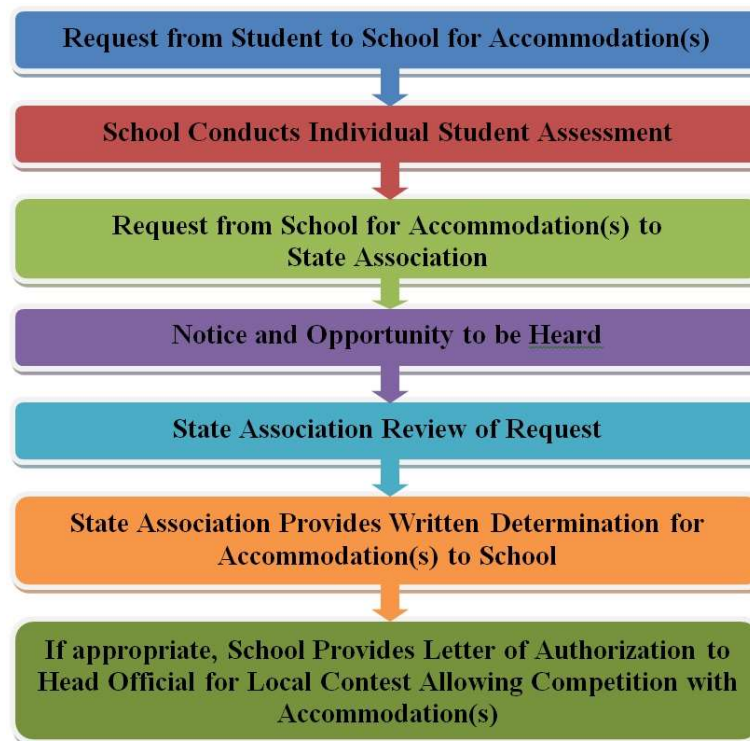 Request from Student to School for Accommodation(s)
School Conducts Individual Student Assessment
Request from School for Accommodation(s) to
State Association
Notice and Opportunity to be Heard
State Association Review of Request
State Association Provides Written Determination for
Accommodation(s) to School
If appropriate, School Provides Letter of Authorization to
Head Official for Local Contest Allowing Competition with
Accommodation(s)